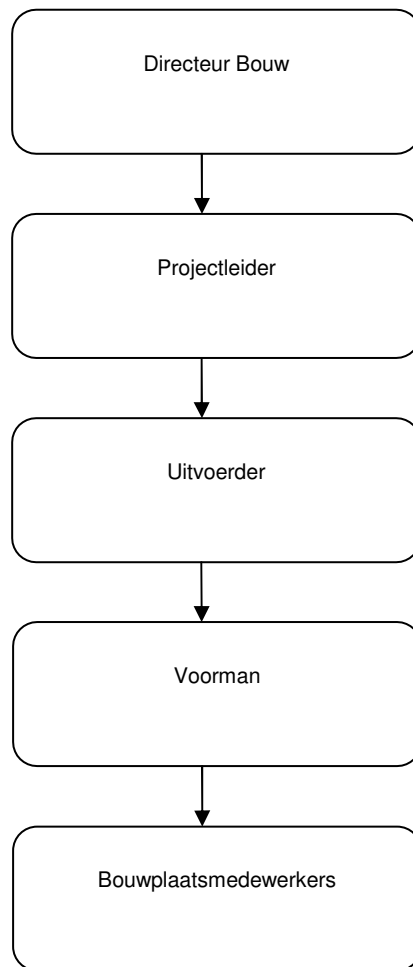 Directeur Bouw
Projectleider
Uitvoerder
Voorman
Bouwplaatsmedewerkers